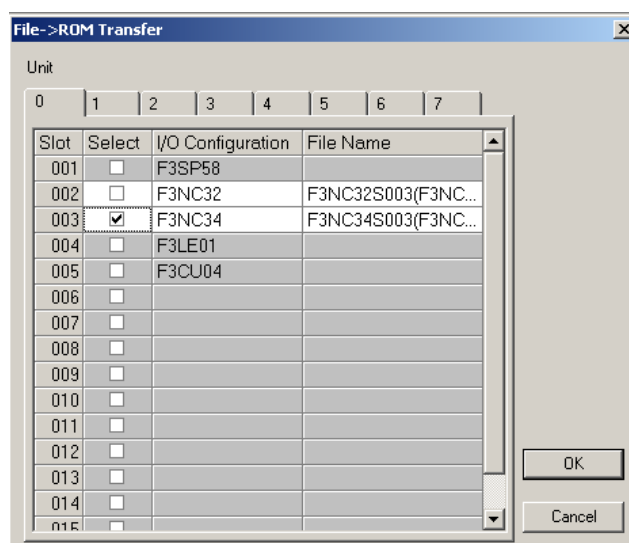 File->ROM Transfer
Unit
0 1 2 3 4 5 6 7
Slot Select I/O Configuration File Name
001 F3SP58
002 F3NC32 F3NC32S003(F3NC...
003 F3NC34 F3NC34S003(F3NC...
004 F3LE01
005 F3CU04
006
007
008
009
010
011
012
013
014
015
OK
Cancel